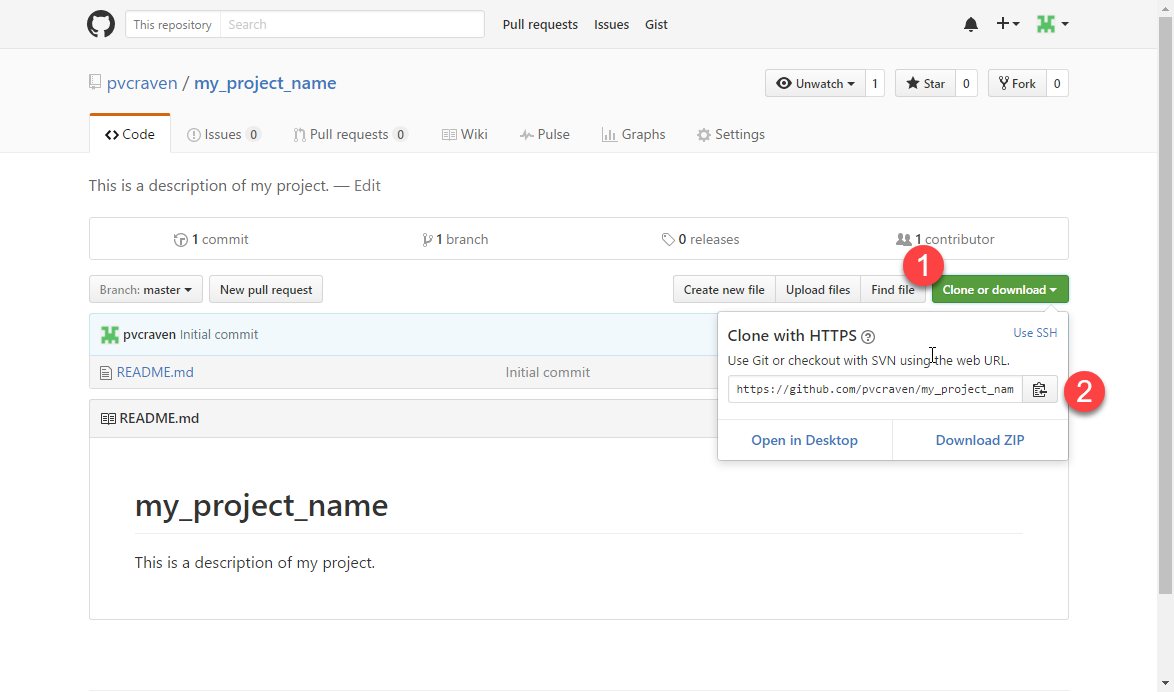 This repository Search Pull requests Issues Gist
pvcraven / my_project_name Unwatch 1 Star 0 Fork 0
Code Issues 0 Pull requests 0 Wiki Pulse Graphs Settings
This is a description of my project. — Edit
1 commit 1 branch 0 releases 1 contributor
1
Branch: master New pull request Create new file Upload files Find file Clone or download
pvcraven Initial commit
README.md Initial commit
Clone with HTTPS Use SSH
Use Git or checkout with SVN using the web URL.
https://github.com/pvcraven/my_project_nam
2
Open in Desktop Download ZIP
README.md
my_project_name
This is a description of my project.